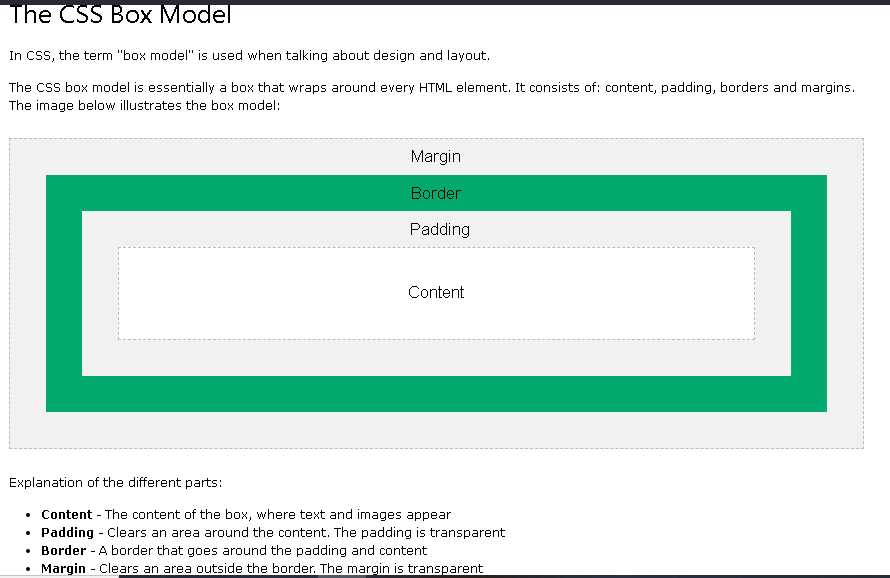 The CSS Box Model
In CSS, the term "box model" is used when talking about design and layout.
The CSS box model is essentially a box that wraps around every HTML element. It consists of: content, padding, borders and margins.
The image below illustrates the box model:
Margin
Border
Padding
Content
Explanation of the different parts:
• Content - The content of the box, where text and images appear
• Padding - Clears an area around the content. The padding is transparent
• Border - A border that goes around the padding and content
• Margin - Clears an area outside the border. The margin is transparent